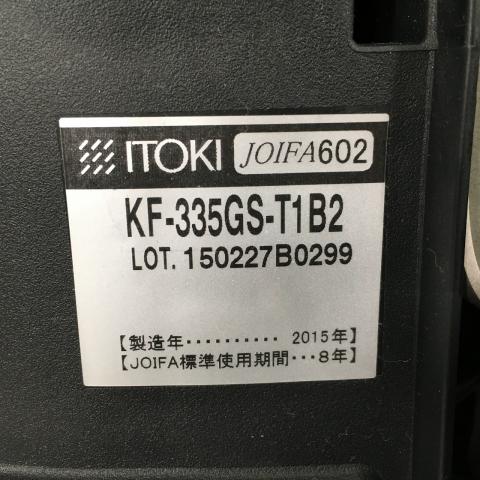 ITOKI JOIFA602
KF-335GS-T1B2
LOT. 150227B0299
【製造年·········· 2015年】
【JOIFA標準使用期間···8年】